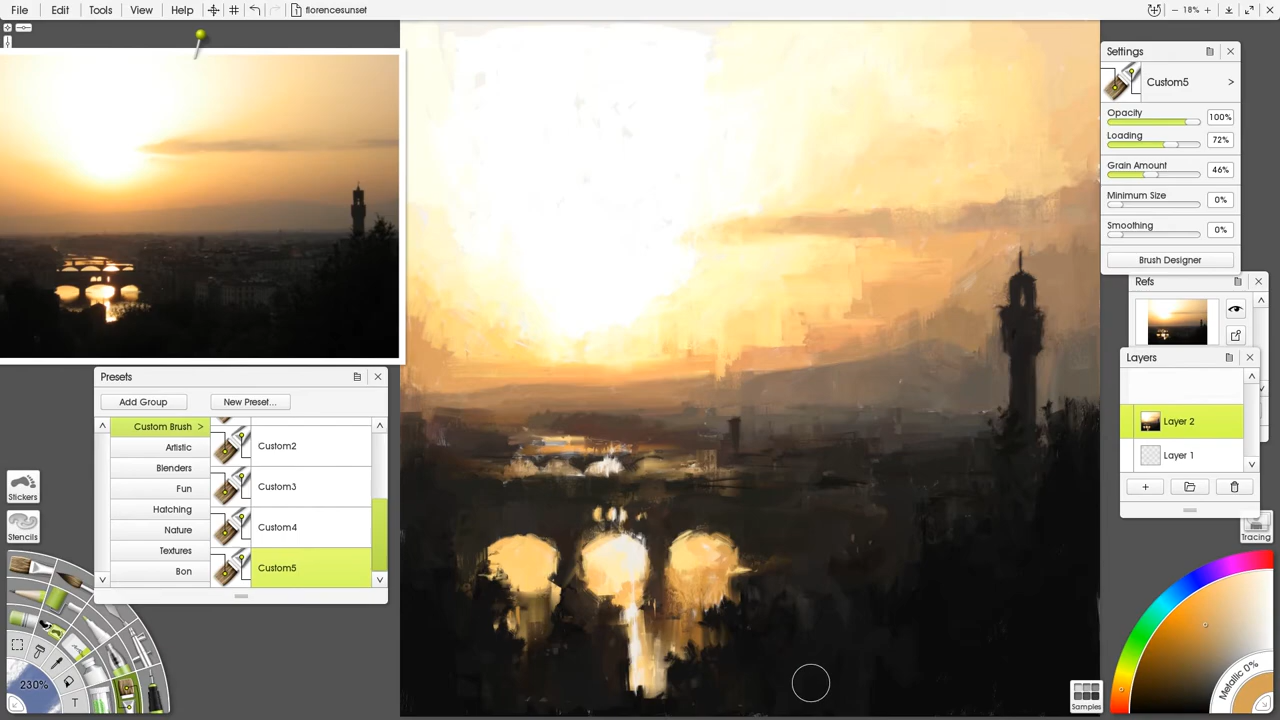 File Edit Tools View Help florencesunset 18%
Settings
Custom5 >
Opacity 100%
Loading 72%
Grain Amount 46%
Minimum Size 0%
Smoothing 0%
Brush Designer
Refs
Layers
Layer 2
Layer 1
Tracing
Presets
Add Group New Preset...
Custom Brush >
Artistic
Blenders
Fun
Hatching
Nature
Textures
Bon
Custom2
Custom3
Custom4
Custom5
Stickers
Stencils
230%
T
Samples
Metallic 0%